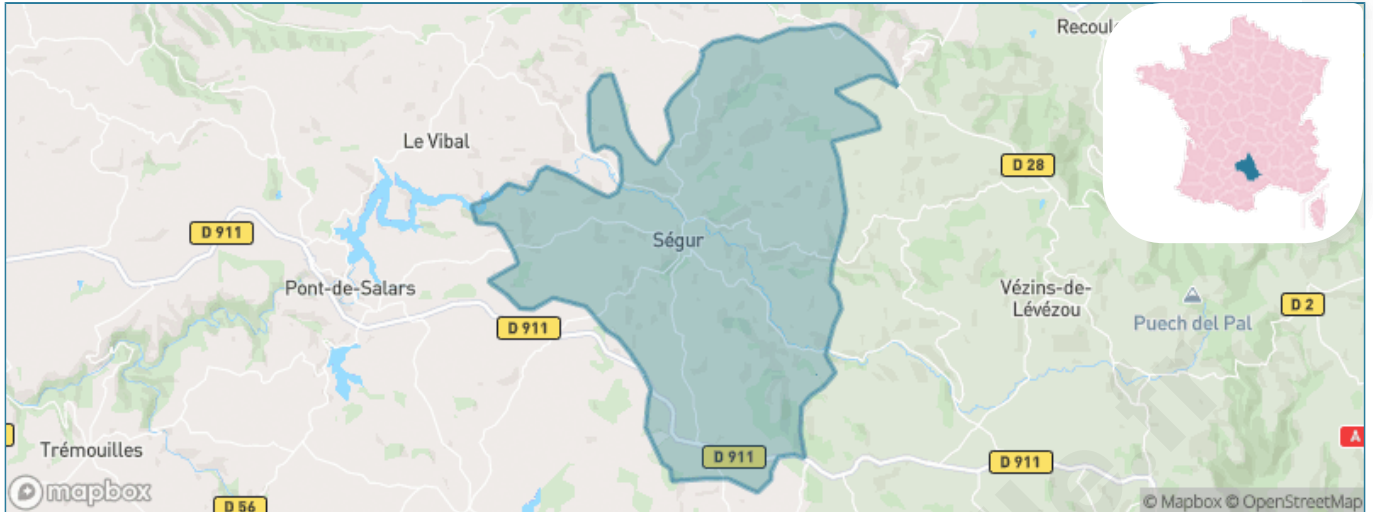 Recoul
Le Vibal
D 28
D 911
Ségur
Pont-de-Salars
Vézins-de-
Lévézou
D 2
Puech del Pal
D 911
Trémouilles
A
D 911
D 911
mapbox
D 56
© Mapbox © OpenStreetMap